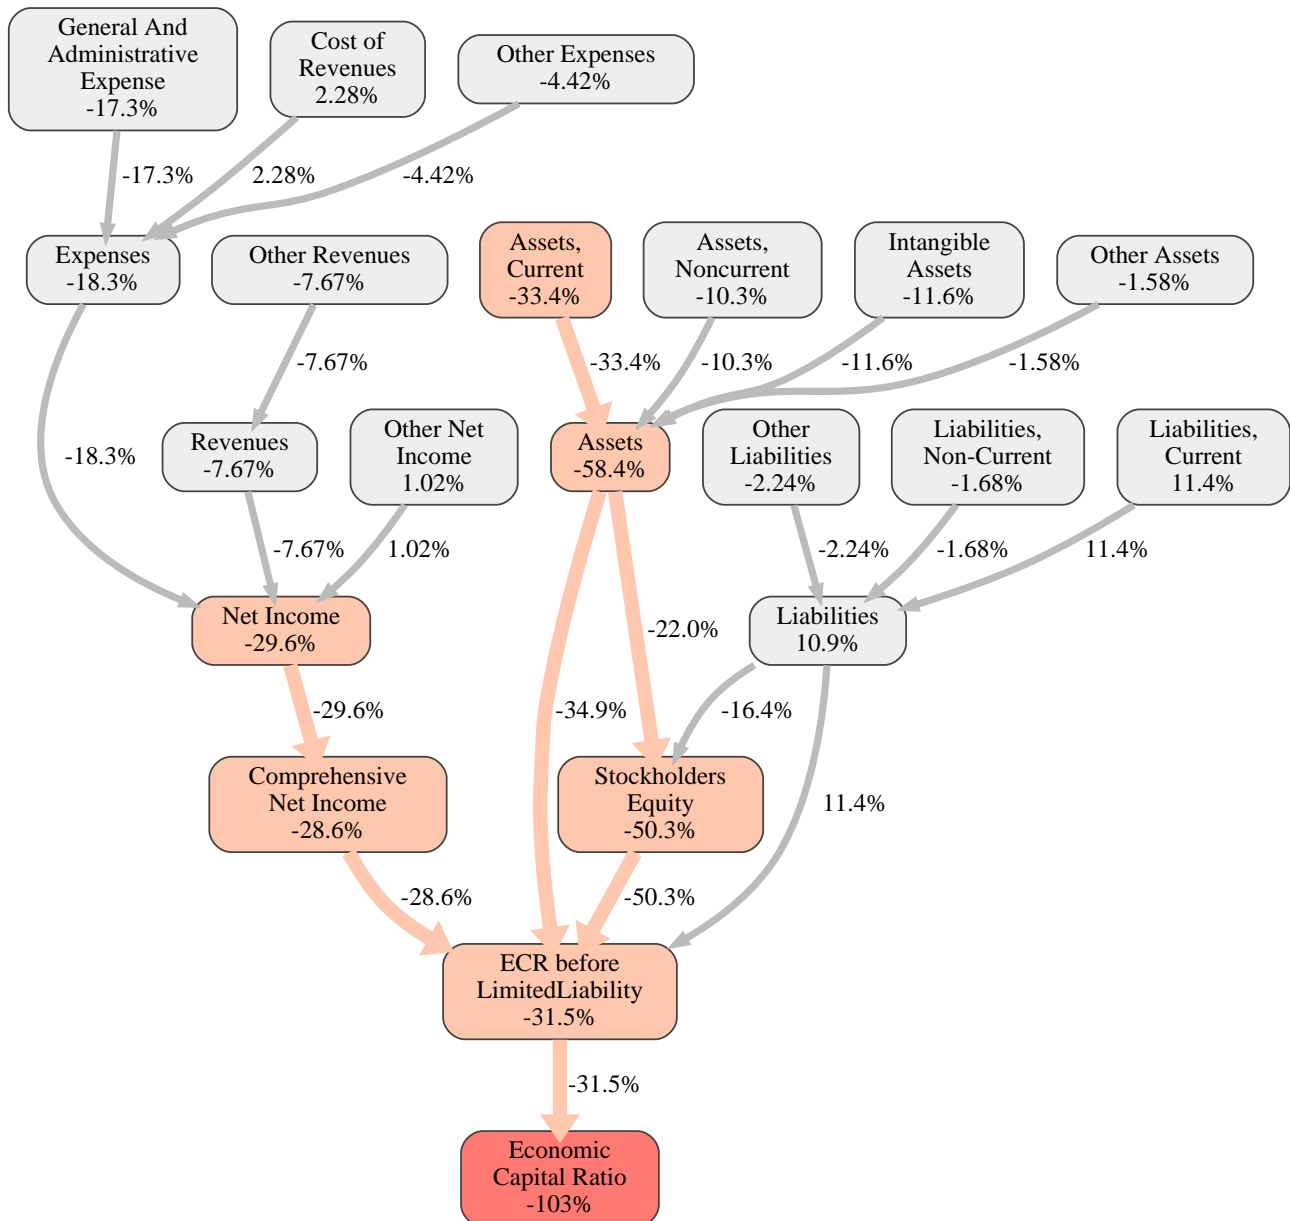 General And
Administrative
Expense
-17.3%
Cost of
Revenues
2.28%
Other Expenses
-4.42%
-17.3%
2.28%
-4.42%
Expenses
-18.3%
Other Revenues
-7.67%
Assets,
Current
-33.4%
Assets,
Noncurrent
-10.3%
Intangible
Assets
-11.6%
Other Assets
-1.58%
-7.67%
-33.4%
-10.3%
-11.6%
-1.58%
-18.3%
Revenues
-7.67%
Other Net
Income
1.02%
Assets
-58.4%
Other
Liabilities
-2.24%
Liabilities,
Non-Current
-1.68%
Liabilities,
Current
11.4%
-7.67%
1.02%
-2.24%
-1.68%
11.4%
Net Income
-29.6%
-22.0%
Liabilities
10.9%
-29.6%
-34.9%
-16.4%
Comprehensive
Net Income
-28.6%
Stockholders
Equity
-50.3%
11.4%
-28.6%
-50.3%
ECR before
LimitedLiability
-31.5%
-31.5%
Economic
Capital Ratio
-103%